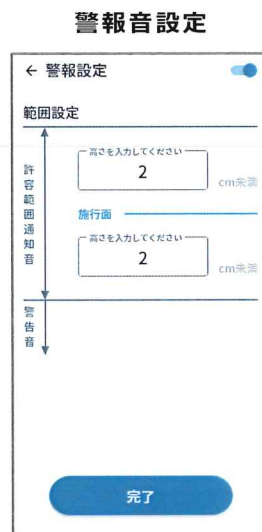 警報音設定
← 警報設定
範囲設定
許容範囲通知音
高さを入力してください
2
cm未満
施行面
高さを入力してください
2
cm未満
警告音
完了